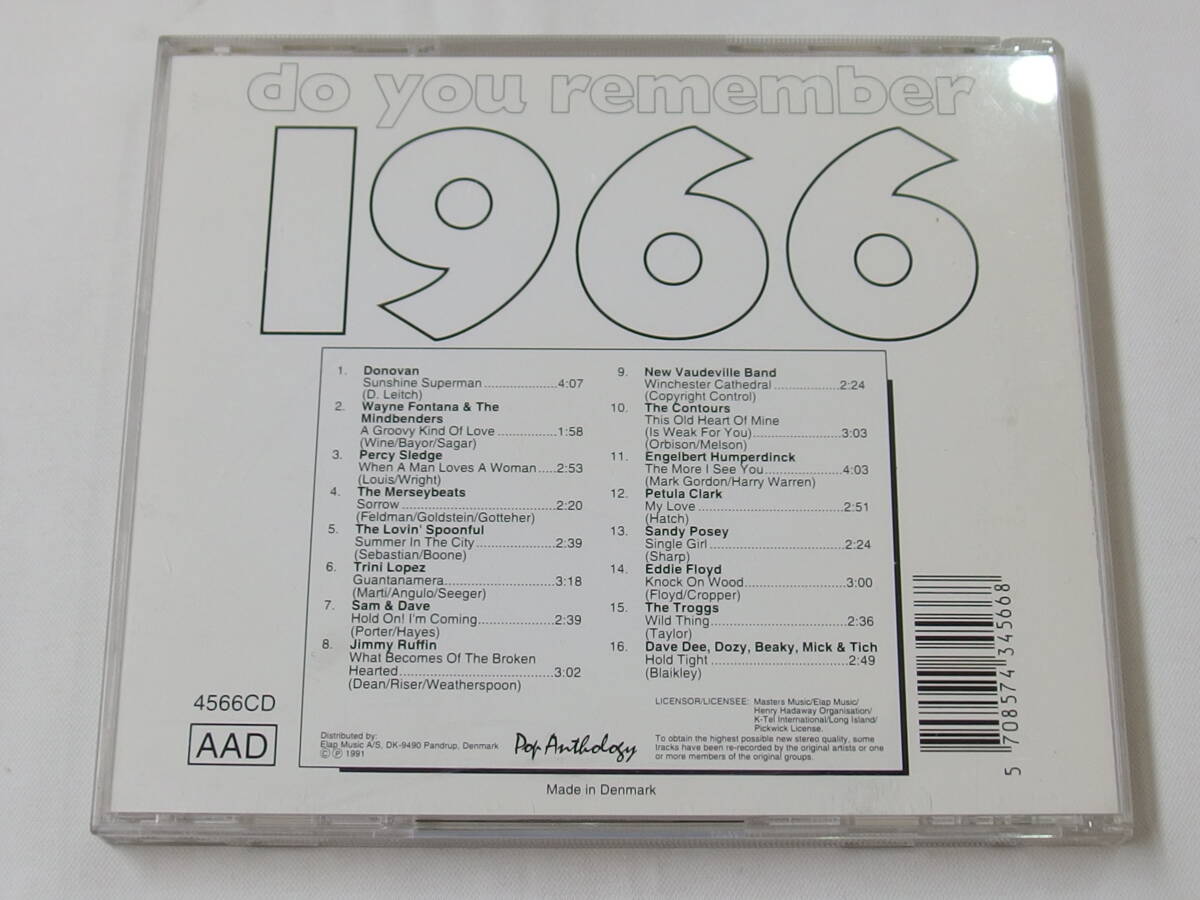 do you remember
1966
1. Donovan
Sunshine Superman ................4:07
(D. Leitch)
2. Wayne Fontana & The
Mindbenders
A Groovy Kind Of Love .............1:58
(Wine/Bayor/Sagar)
3. Percy Sledge
When A Man Loves A Woman.....2:53
(Louis/Wright)
4. The Merseybeats
Sorrow....................................2:20
(Feldman/Goldstein/Gotteher)
5. The Lovin' Spoonful
Summer In The City..................2:39
(Sebastian/Boone)
6. Trini Lopez
Guantanamera.........................3:18
(Marti/Angulo/Seeger)
7. Sam & Dave
Hold On! I'm Coming.................2:39
(Porter/Hayes)
8. Jimmy Ruffin
What Becomes Of The Broken
Hearted...................................3:02
(Dean/Riser/Weatherspoon)
9. New Vaudeville Band
Winchester Cathedral ...............2:24
(Copyright Control)
10. The Contours
This Old Heart Of Mine
(Is Weak For You)....................3:03
(Orbison/Melson)
11. Engelbert Humperdinck
The More I See You..................4:03
(Mark Gordon/Harry Warren)
12. Petula Clark
My Love..................................2:51
(Hatch)
13. Sandy Posey
Single Girl ...............................2:24
(Sharp)
14. Eddie Floyd
Knock On Wood.......................3:00
(Floyd/Cropper)
15. The Troggs
Wild Thing...............................2:36
(Taylor)
16. Dave Dee, Dozy, Beaky, Mick & Tich
Hold Tight ...............................2:49
(Blaikley)
LICENSOR/LICENSEE: Masters Music/Elap Music/
Henry Hadaway Organisation/
K-Tel International/Long Island/
Pickwick License.
To obtain the highest possible new stereo quality, some
tracks have been re-recorded by the original artists or one
or more members of the original groups.
Distributed by:
Elap Music A/S, DK-9490 Pandrup, Denmark
© ℗ 1991
Pop Anthology
4566CD
AAD
Made in Denmark
5 708574 345668